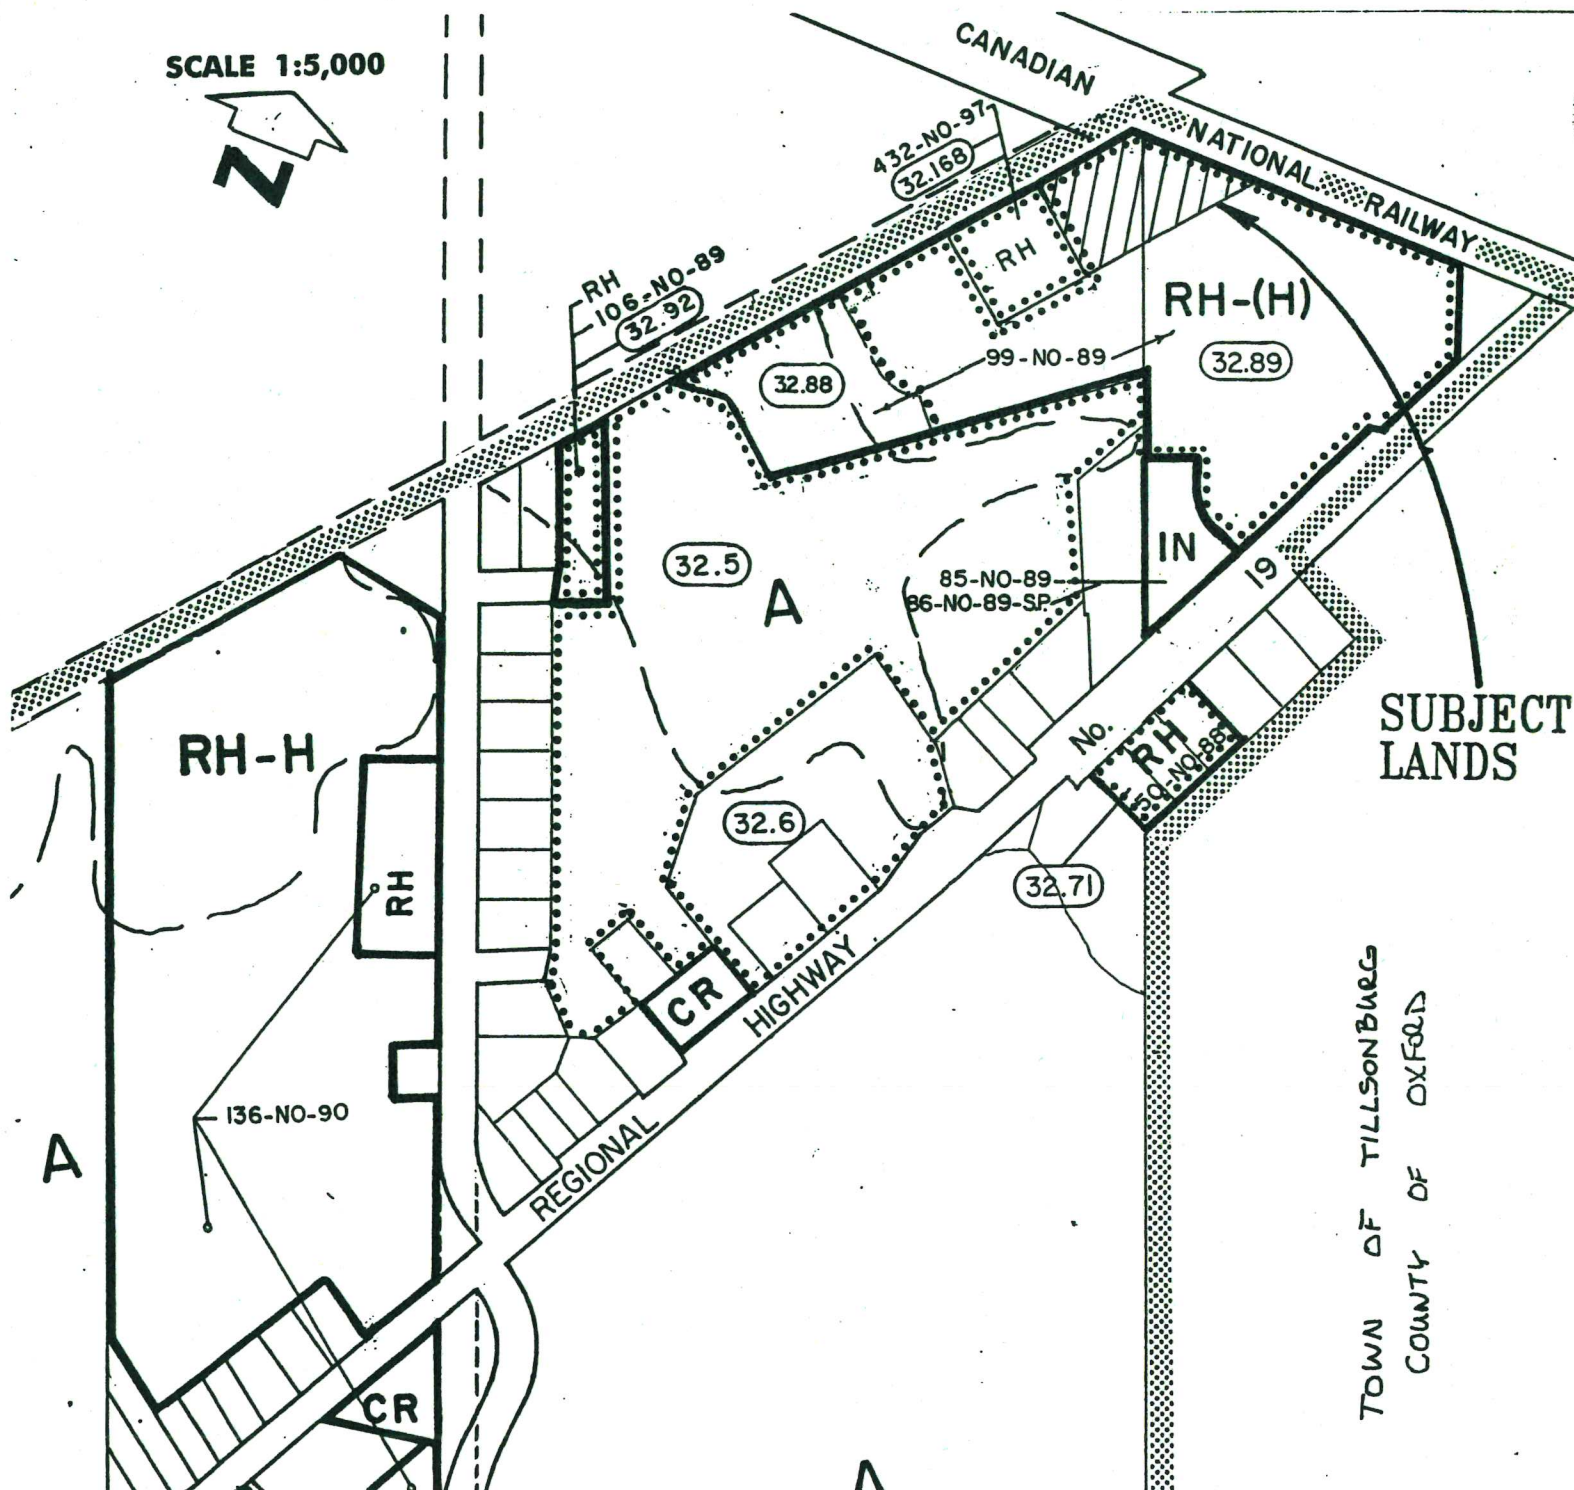 SCALE 1:5,000
N
CANADIAN
NATIONAL
RAILWAY
432-NO-97
32.168
RH
RH
106-NO-89
32.92
RH-(H)
99-NO-89
32.88
32.89
32.5
A
IN
85-NO-89
86-NO-89-SP.
19
SUBJECT
LANDS
RH-H
No.
RH
32.6
RH
32.71
CR
HIGHWAY
REGIONAL
136-NO-90
A
TOWN OF TILLSONBURG
COUNTY OF OXFORD
CR
A